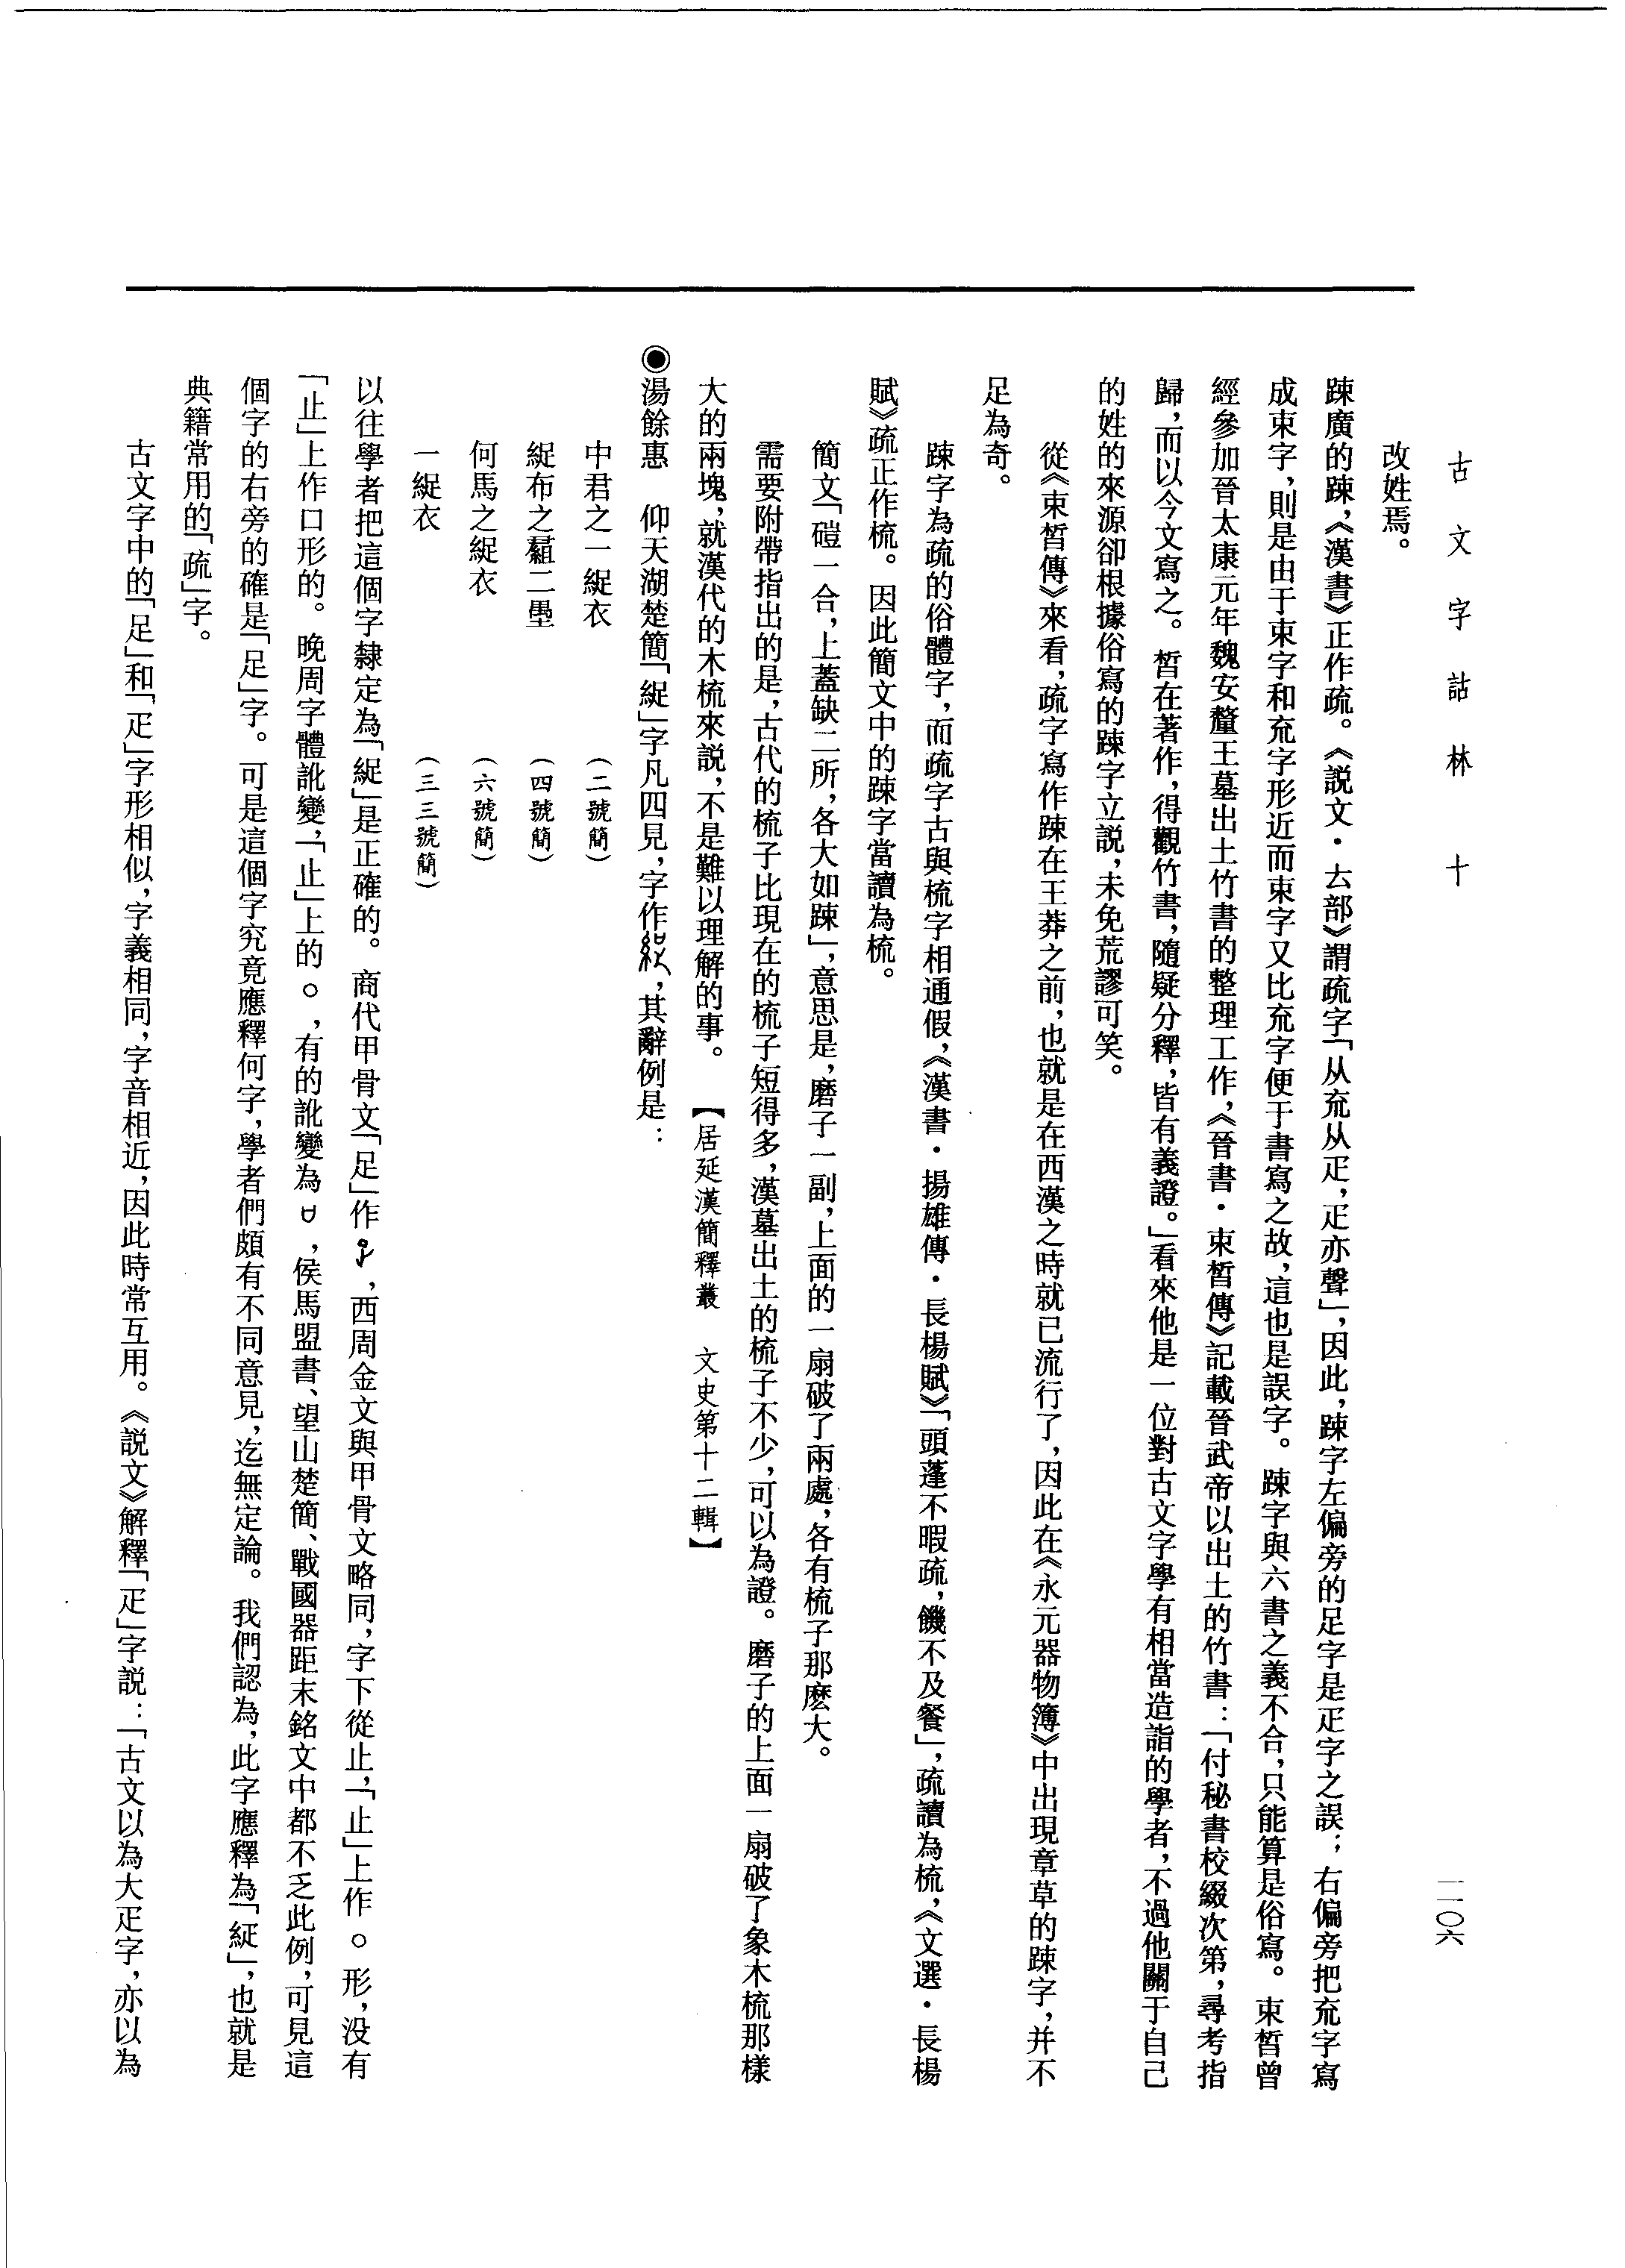 古文字詁林　十
一一〇六
改姓焉。
踈廣的踈，《漢書》正作疏。《説文·𠫓部》謂疏字「从㐬从疋，疋亦聲」，因此，踈字左偏旁的足字是疋字之誤；右偏旁把㐬字寫
成束字，則是由于束字和㐬字形近而束字又比㐬字便于書寫之故，這也是誤字。踈字與六書之義不合，只能算是俗寫。束皙曾
經參加晉太康元年魏安釐王墓出土竹書的整理工作，《晉書·束皙傳》記載晉武帝以出土的竹書：「付秘書校綴次第，尋考指
歸，而以今文寫之。皙在著作，得觀竹書，隨疑分釋，皆有義證。」看來他是一位對古文字學有相當造詣的學者，不過他關于自己
的姓的來源卻根據俗寫的踈字立説，未免荒謬可笑。
從《束皙傳》來看，疏字寫作踈在王莽之前，也就是在西漢之時就已流行了，因此在《永元器物簿》中出現章草的踈字，并不
足為奇。
踈字為疏的俗體字，而疏字古與梳字相通假，《漢書·揚雄傳·長楊賦》「頭蓬不暇疏，饑不及餐」，疏讀為梳，《文選·長楊
賦》疏正作梳。因此簡文中的踈字當讀為梳。
簡文「磑一合，上蓋缺二所，各大如踈」，意思是，磨子一副，上面的一扇破了兩處，各有梳子那麽大。
需要附帶指出的是，古代的梳子比現在的梳子短得多，漢墓出土的梳子不少，可以為證。磨子的上面一扇破了象木梳那樣
大的兩塊，就漢代的木梳來説，不是難以理解的事。　【居延漢簡釋叢　文史第十二輯】
◉湯餘惠　仰天湖楚簡「䋐」字凡四見，字作，其辭例是：
中君之一䋐衣　（二號簡）
䋐布之二墨　（四號簡）
何馬之䋐衣　（六號簡）
一䋐衣　（三三號簡）
以往學者把這個字隸定為「䋐」是正確的。商代甲骨文「足」作，西周金文與甲骨文略同，字下從止，「止」上作○形，没有
「止」上作口形的。晚周字體訛變，「止」上的○，有的訛變為，侯馬盟書、望山楚簡、戰國器距末銘文中都不乏此例，可見這
個字的右旁的確是「足」字。可是這個字究竟應釋何字，學者們頗有不同意見，迄無定論。我們認為，此字應釋為「綎」，也就是
典籍常用的「疏」字。
古文字中的「足」和「疋」字形相似，字義相同，字音相近，因此時常互用。《説文》解釋「疋」字説：「古文以為大疋字，亦以為